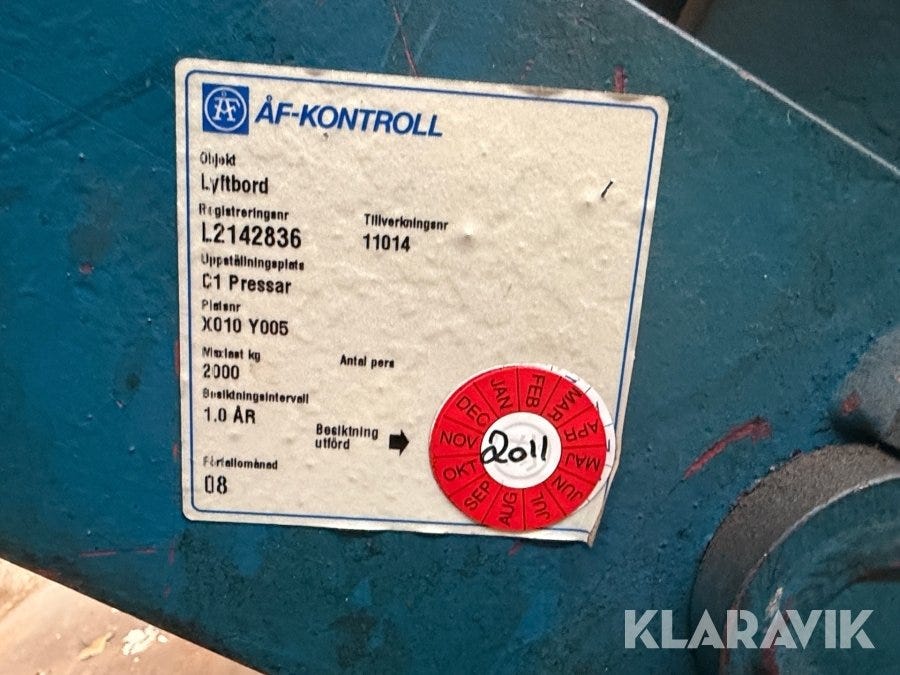 ÅF ÅF-KONTROLL
Objekt
Lyftbord
Registreringsnr Tillverkningsnr
L2142836 11014
Uppställningsplats
C1 Pressar
Platsnr
X010 Y005
Maxlast kg Antal pers
2000
Besiktningsintervall
1.0 ÅR
Besiktning
utförd
Förfallomånad
08
JAN FEB MAR APR MAJ JUN JUL AUG SEP OKT NOV DEC
2011
KLARAVIK